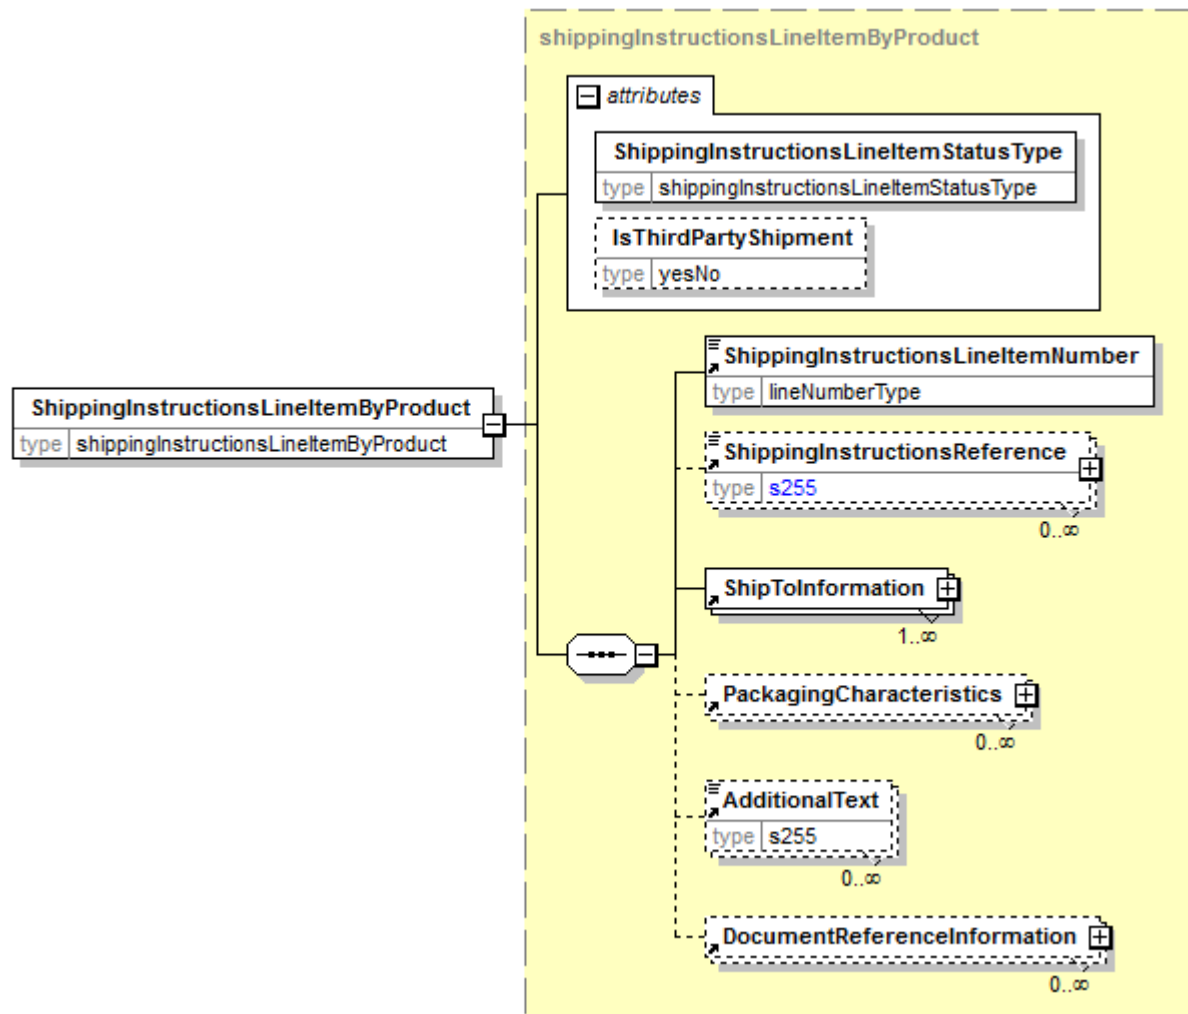 shippingInstructionsLineItemByProduct
attributes
ShippingInstructionsLineItemStatusType
type shippingInstructionsLineItemStatusType
IsThirdPartyShipment
type yesNo
ShippingInstructionsLineItemByProduct
type shippingInstructionsLineItemByProduct
ShippingInstructionsLineItemNumber
type lineNumberType
ShippingInstructionsReference
type s255
0..∞
ShipToInformation
1..∞
PackagingCharacteristics
0..∞
AdditionalText
type s255
0..∞
DocumentReferenceInformation
0..∞